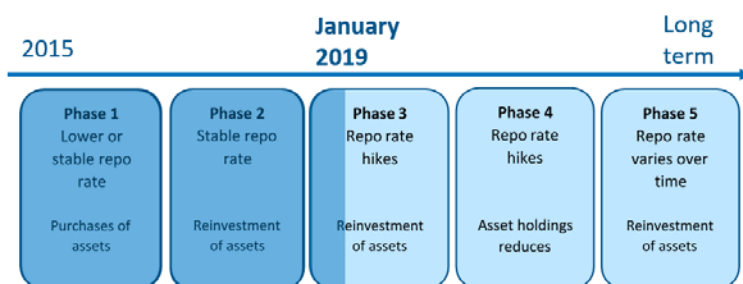 2015
January
2019
Long
term
Phase 1
Lower or
stable repo
rate
Purchases of
assets
Phase 2
Stable repo
rate
Reinvestment
of assets
Phase 3
Repo rate
hikes
Reinvestment
of assets
Phase 4
Repo rate
hikes
Asset holdings
reduces
Phase 5
Repo rate
varies over
time
Reinvestment
of assets